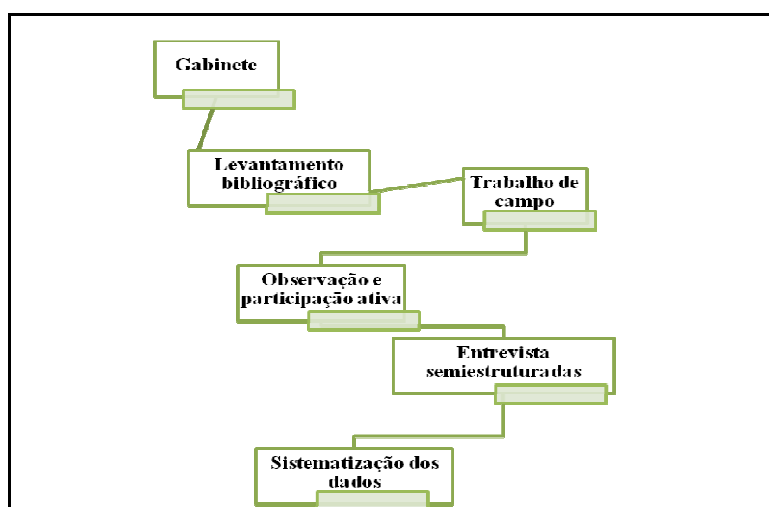 Gabinete
Levantamento
bibliográfico
Trabalho de
campo
Observação e
participação ativa
Entrevista
semiestruturadas
Sistematização dos
dados